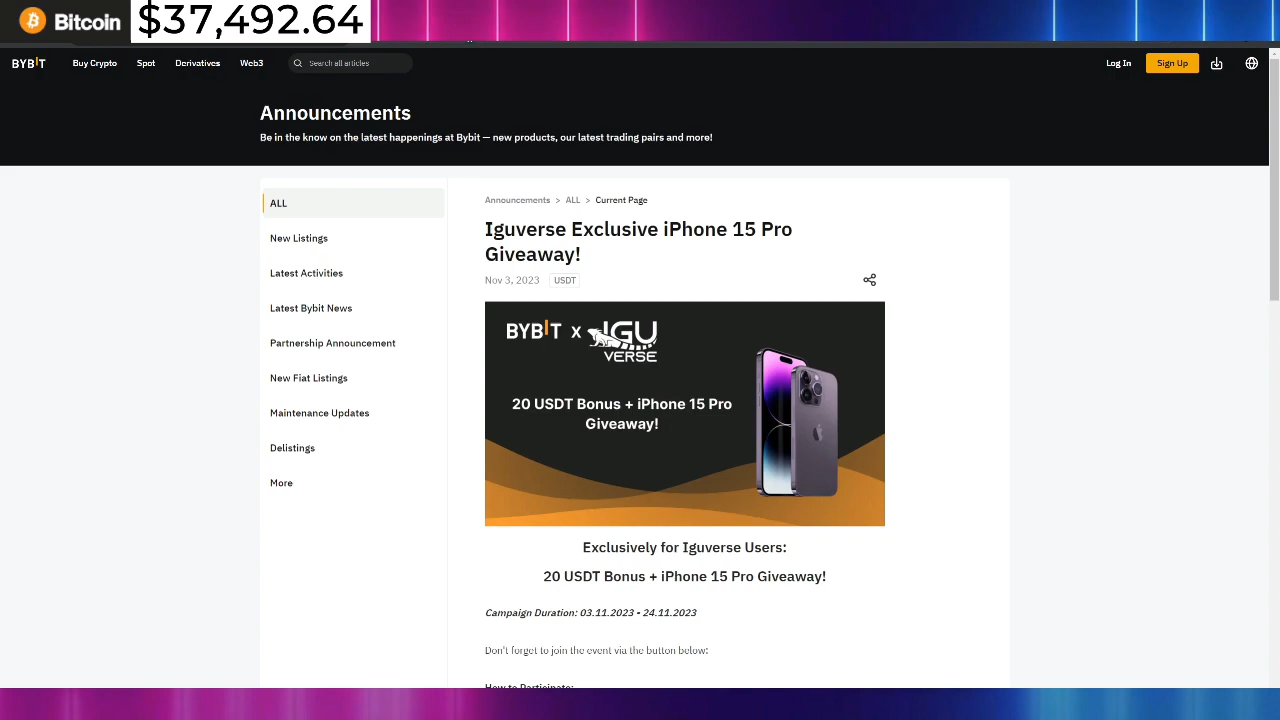 Bitcoin $37,492.64
BYBIT Buy Crypto Spot Derivatives Web3 Search all articles Log In Sign Up
Announcements
Be in the know on the latest happenings at Bybit — new products, our latest trading pairs and more!
ALL
New Listings
Latest Activities
Latest Bybit News
Partnership Announcement
New Fiat Listings
Maintenance Updates
Delistings
More
Announcements > ALL > Current Page
Iguverse Exclusive iPhone 15 Pro
Giveaway!
Nov 3, 2023 USDT
BYBIT x IGU
VERSE
20 USDT Bonus + iPhone 15 Pro
Giveaway!
Exclusively for Iguverse Users:
20 USDT Bonus + iPhone 15 Pro Giveaway!
Campaign Duration: 03.11.2023 - 24.11.2023
Don't forget to join the event via the button below:
How to Participate: